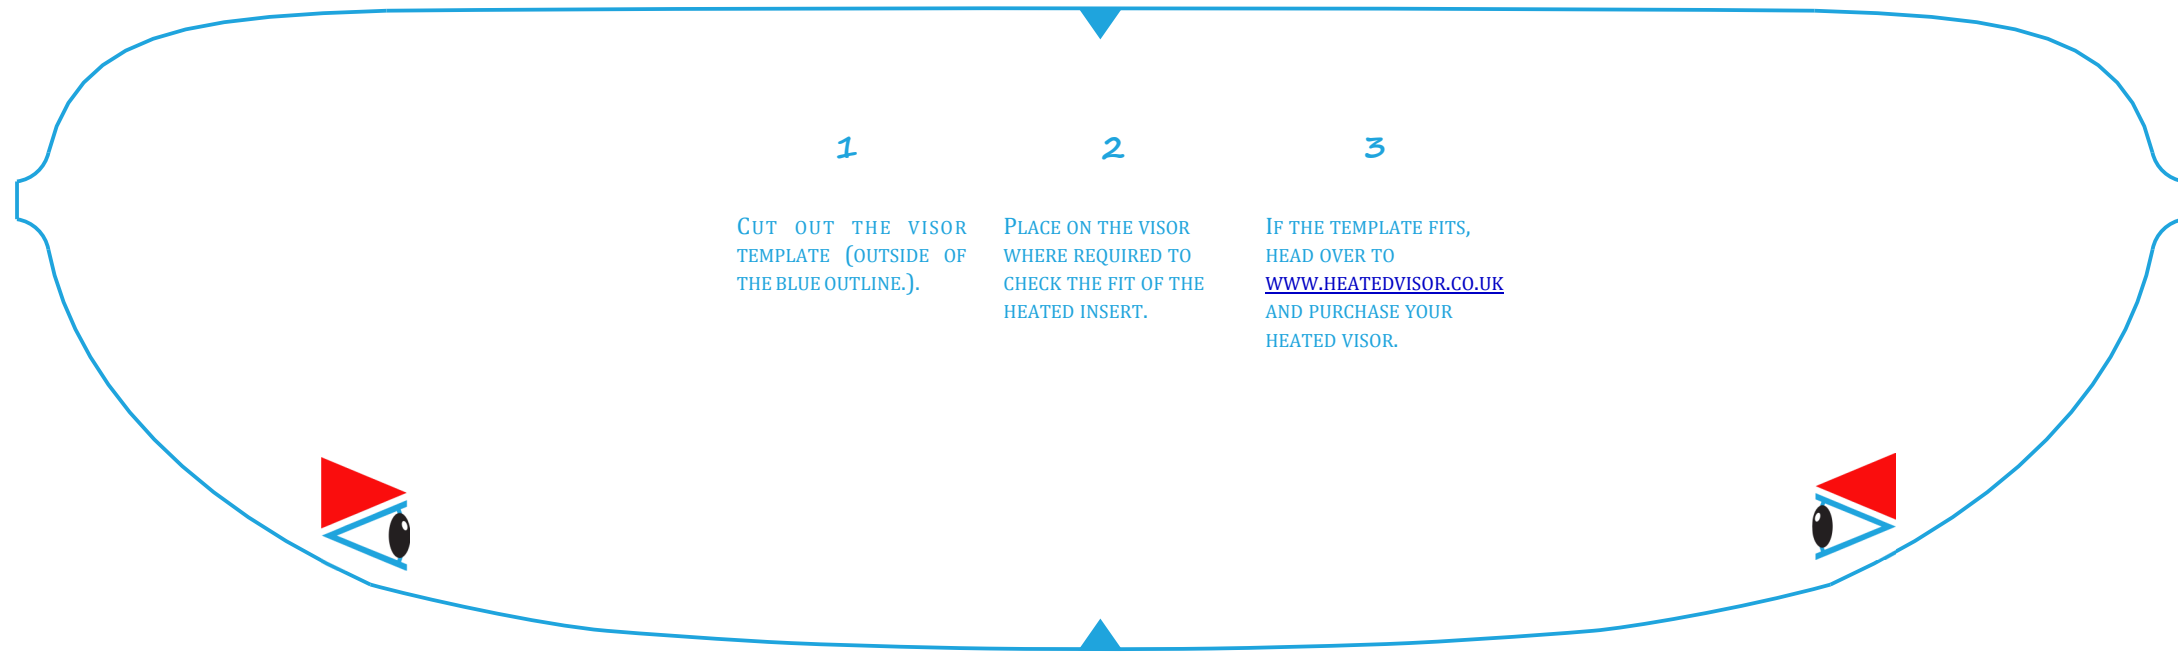 1
CUT OUT THE VISOR
TEMPLATE (OUTSIDE OF
THE BLUE OUTLINE.).
2
PLACE ON THE VISOR
WHERE REQUIRED TO
CHECK THE FIT OF THE
HEATED INSERT.
3
IF THE TEMPLATE FITS,
HEAD OVER TO
WWW.HEATEDVISOR.CO.UK
AND PURCHASE YOUR
HEATED VISOR.